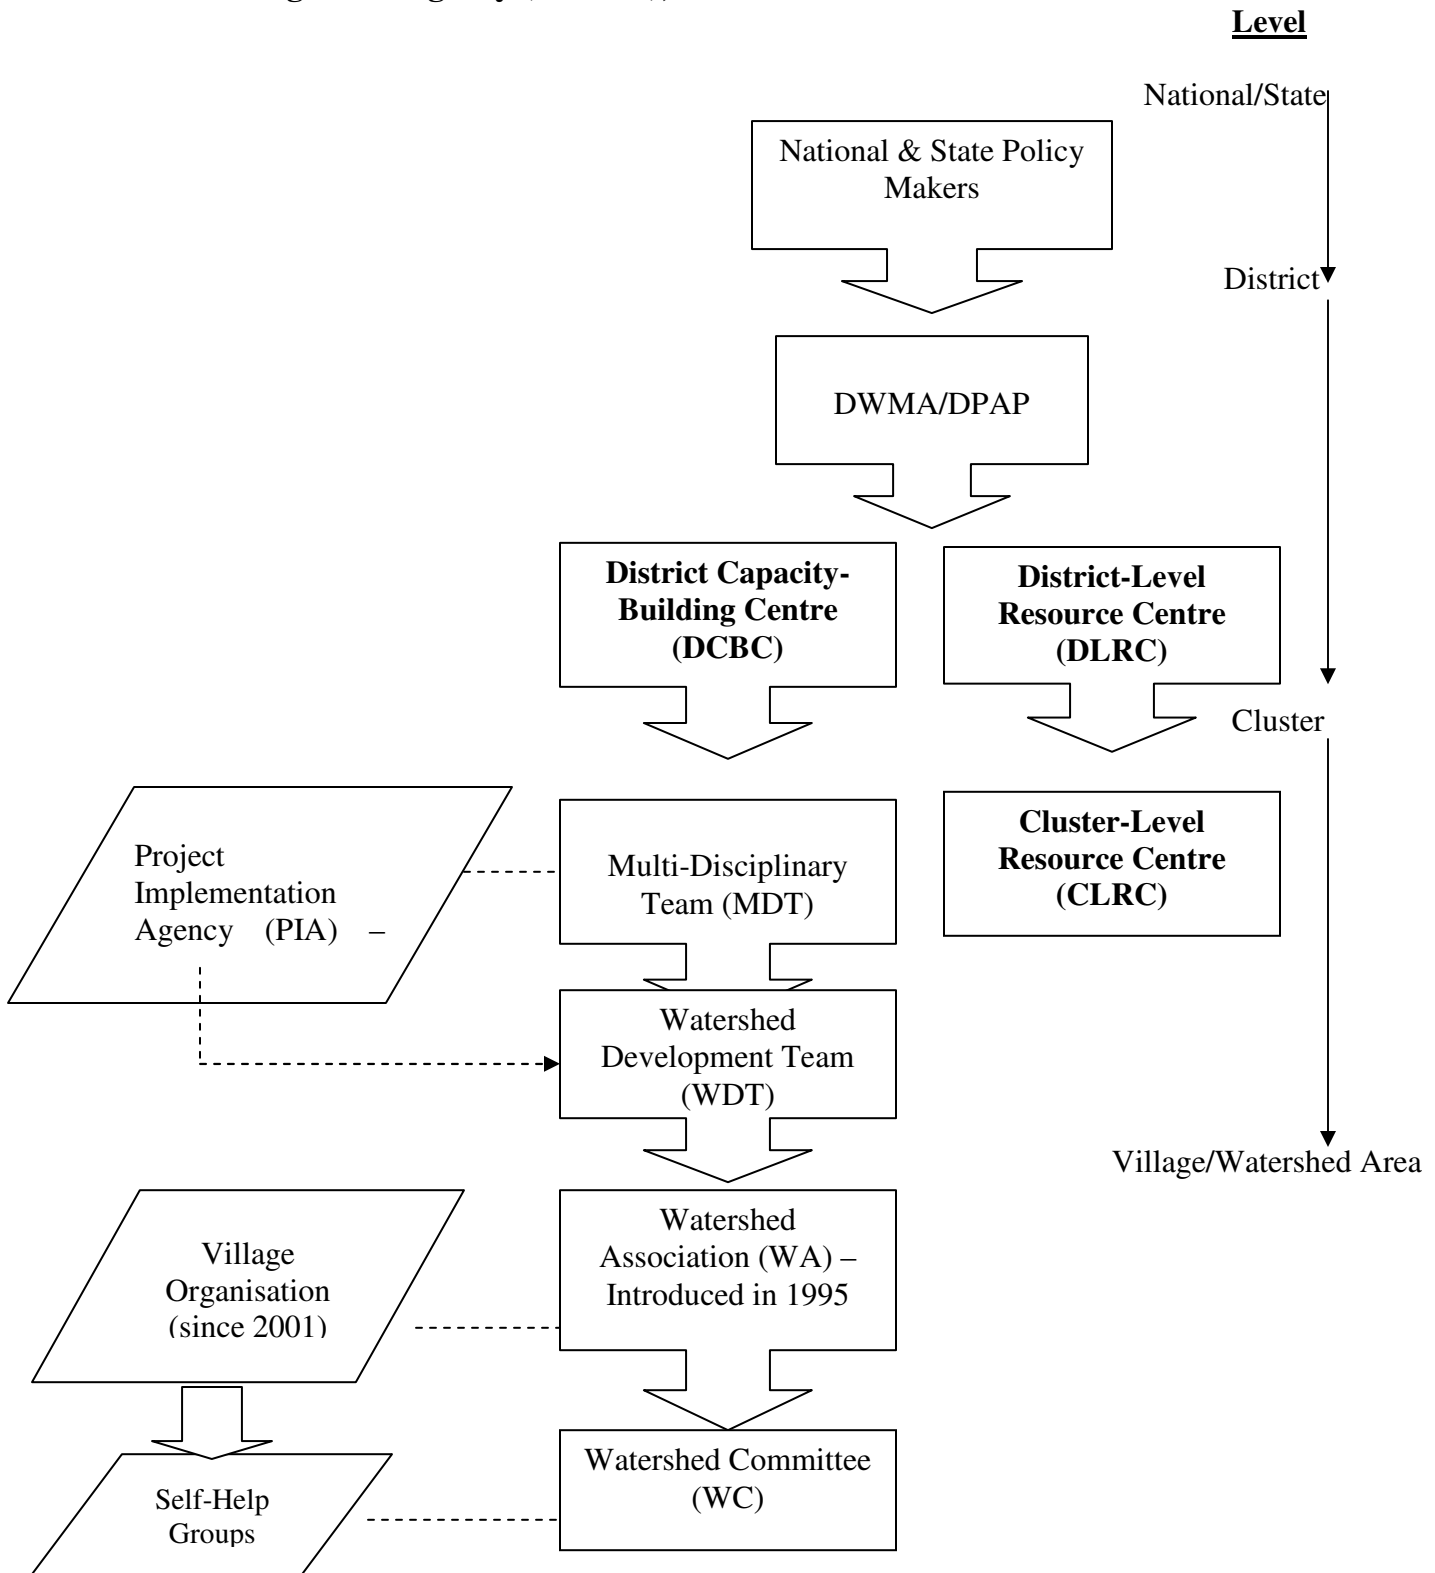 Level
National/State
National & State Policy
Makers
District
DWMA/DPAP
District Capacity-
Building Centre
(DCBC)
District-Level
Resource Centre
(DLRC)
Cluster
Project
Implementation
Agency (PIA) –
Multi-Disciplinary
Team (MDT)
Cluster-Level
Resource Centre
(CLRC)
Watershed
Development Team
(WDT)
Village/Watershed Area
Village
Organisation
(since 2001)
Watershed
Association (WA) –
Introduced in 1995
Watershed Committee
(WC)
Self-Help
Groups